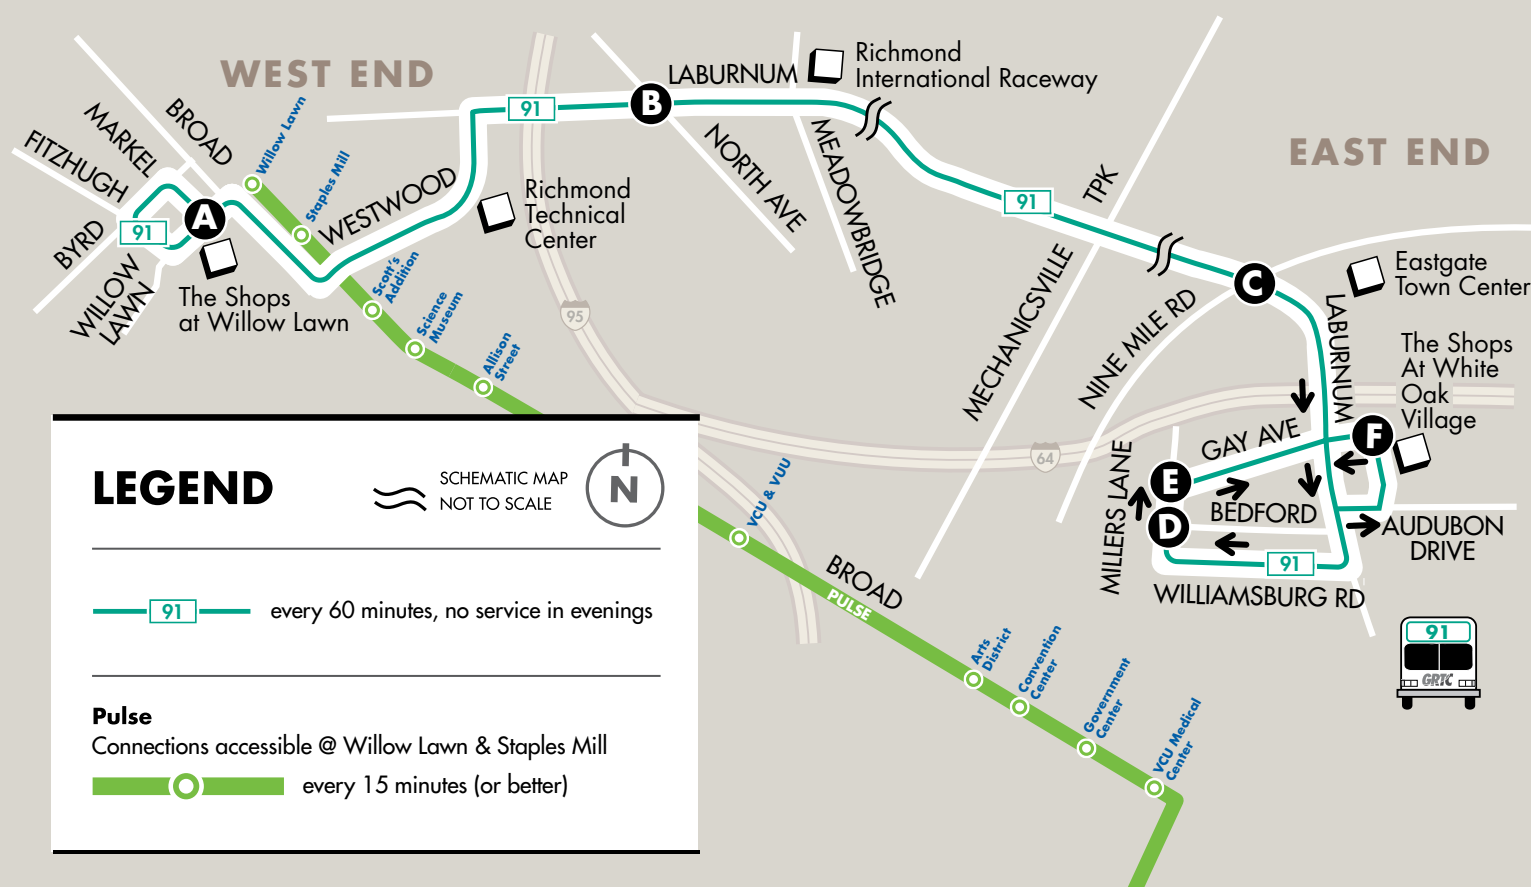 WEST END
EAST END
FITZHUGH
MARKEL
BROAD
BYRD
WILLOW
LAWN
91
A
The Shops
at Willow Lawn
Willow Lawn
Staples Mill
Scott's
Addition
Science
Museum
Allison
Street
WESTWOOD
Richmond
Technical
Center
91
B
LABURNUM
Richmond
International Raceway
NORTH AVE
MEADOWBRIDGE
95
91
MECHANICSVILLE
TPK
NINE MILE RD
C
Eastgate
Town Center
LABURNUM
The Shops
At White
Oak
Village
64
GAY AVE
F
E
D
MILLERS LANE
BEDFORD
AUDUBON
DRIVE
91
WILLIAMSBURG RD
91
GRTC
VCU & VUU
BROAD
PULSE
Arts
District
Convention
Center
Government
Center
VCU Medical
Center
LEGEND
SCHEMATIC MAP
NOT TO SCALE
N
91
every 60 minutes, no service in evenings
Pulse
Connections accessible @ Willow Lawn & Staples Mill
every 15 minutes (or better)